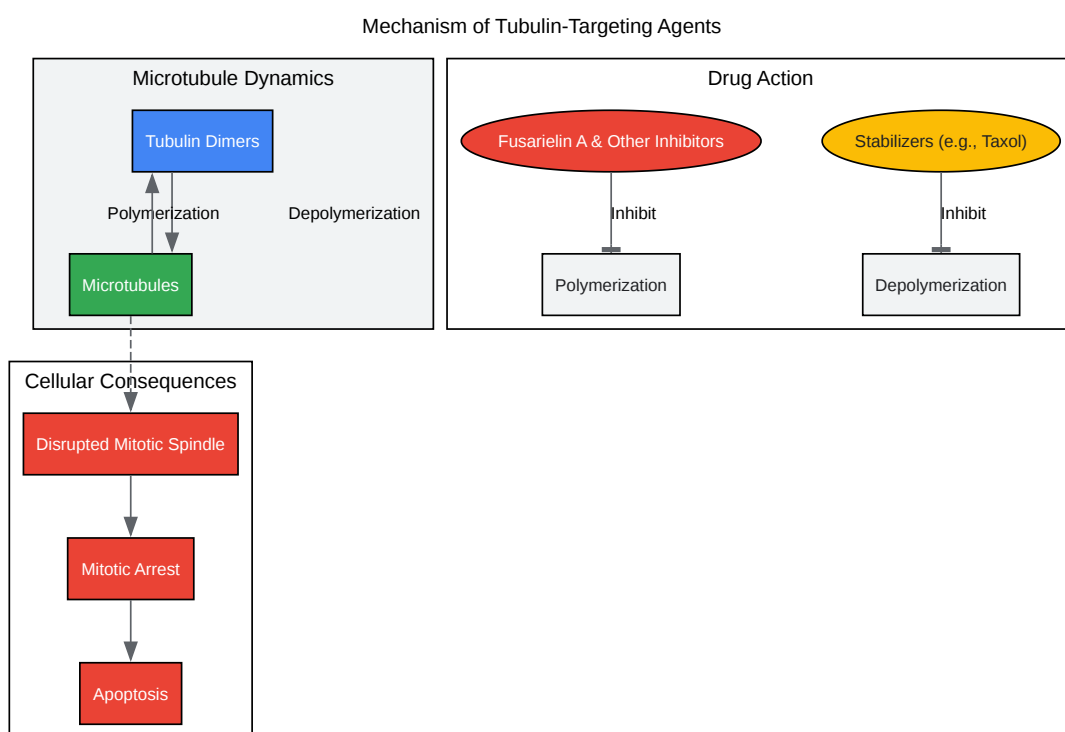 Mechanism of Tubulin-Targeting Agents
Microtubule Dynamics
Tubulin Dimers
Polymerization
Depolymerization
Microtubules
Drug Action
Fusarielin A & Other Inhibitors
Stabilizers (e.g., Taxol)
Inhibit
Inhibit
Polymerization
Depolymerization
Cellular Consequences
Disrupted Mitotic Spindle
Mitotic Arrest
Apoptosis